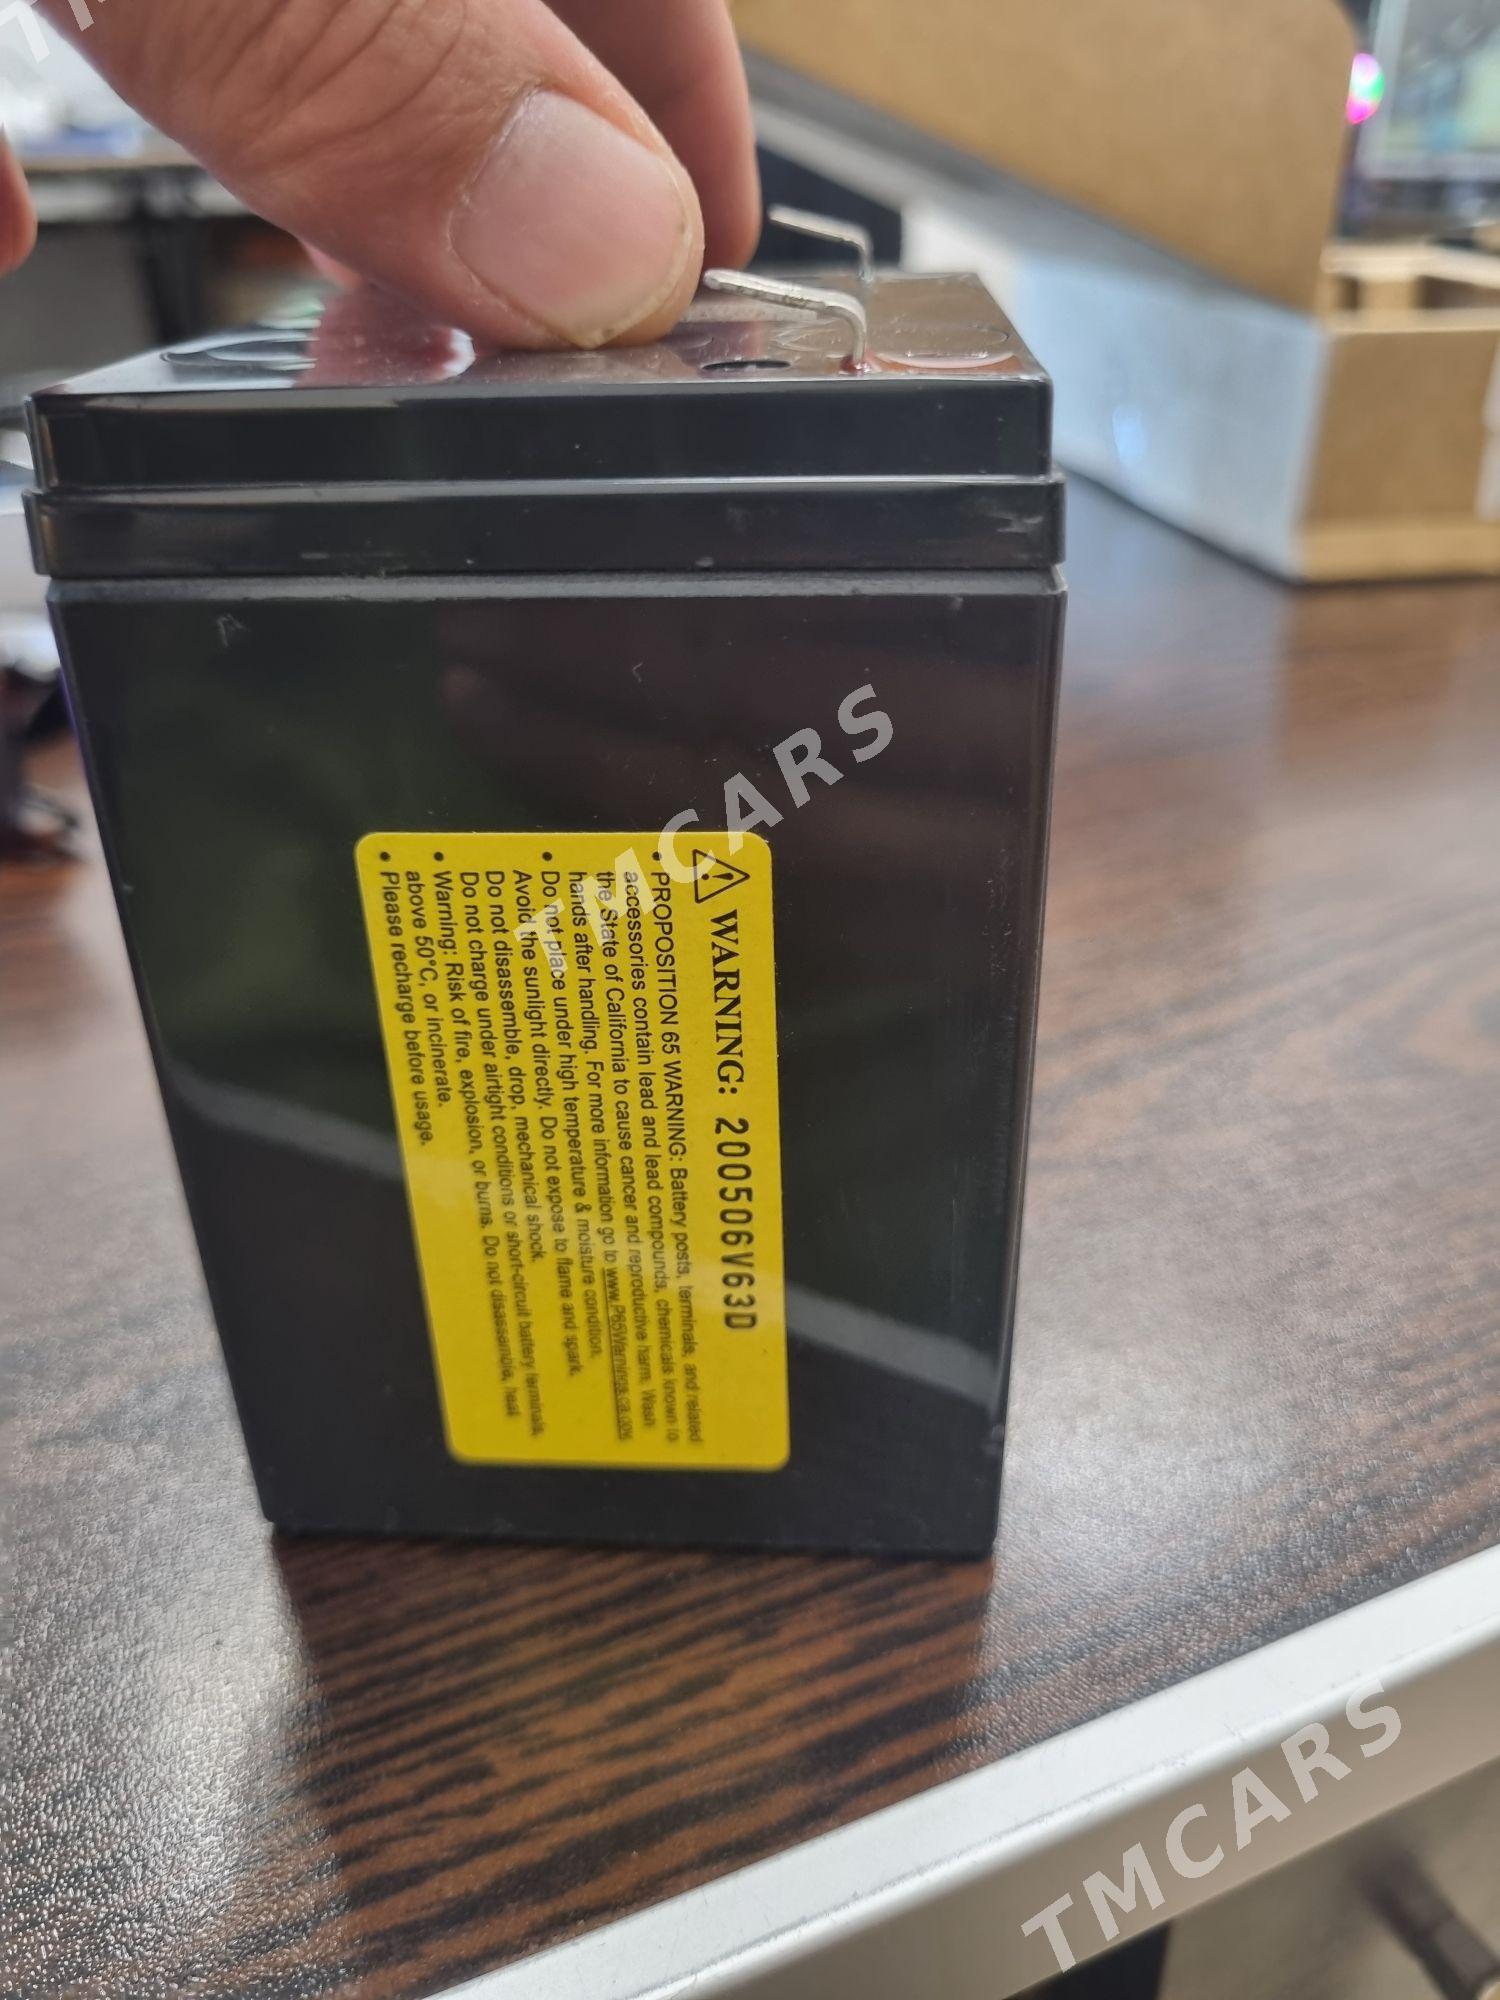 WARNING: 200506V63D
• PROPOSITION 65 WARNING: Battery posts, terminals, and related
accessories contain lead and lead compounds, chemicals known to
the State of California to cause cancer and reproductive harm. Wash
hands after handling. For more information go to www.P65Warnings.ca.gov.
• Do not place under high temperature & moisture condition.
Avoid the sunlight directly. Do not expose to flame and spark.
Do not disassemble, drop, mechanical shock.
Do not charge under airtight conditions or short-circuit battery terminals.
• Warning: Risk of fire, explosion, or burns. Do not disassemble, heat
above 50°C, or incinerate.
• Please recharge before usage.
TMCARS
TMCARS